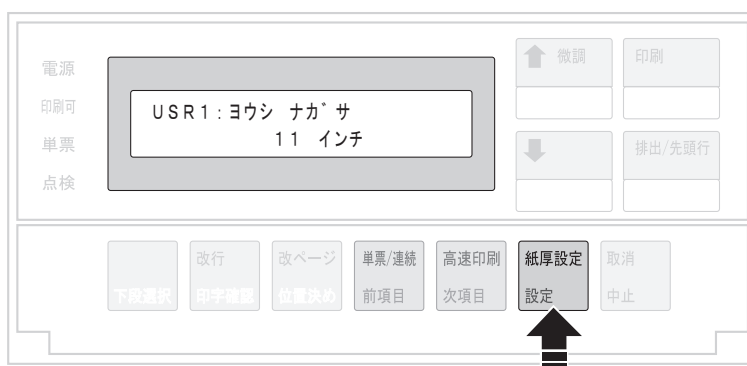 電源
印刷可
単票
点検
USR1:ヨウシ ナガ゛サ
11 インチ
微調
印刷
排出/先頭行
下段選択
改行
印字確認
改ページ
位置決め
単票/連続
前項目
高速印刷
次項目
紙厚設定
設定
取消
中止